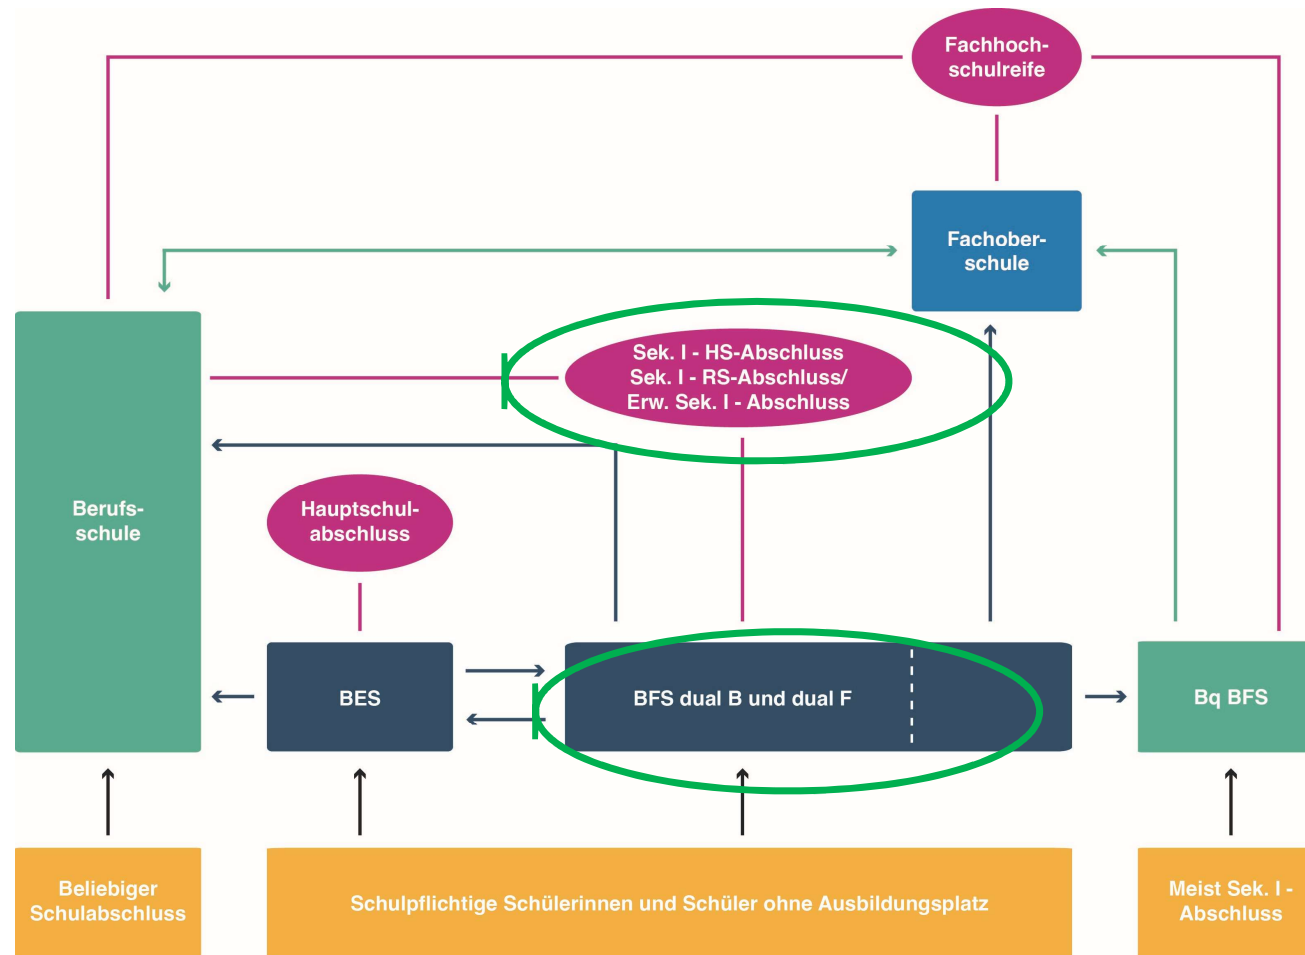 Fachhoch-
schulreife
Fachober-
schule
Sek. I - HS-Abschluss
Sek. I - RS-Abschluss/
Erw. Sek. I - Abschluss
Berufs-
schule
Hauptschul-
abschluss
BES
BFS dual B und dual F
Bq BFS
Beliebiger
Schulabschluss
Schulpflichtige Schülerinnen und Schüler ohne Ausbildungsplatz
Meist Sek. I -
Abschluss